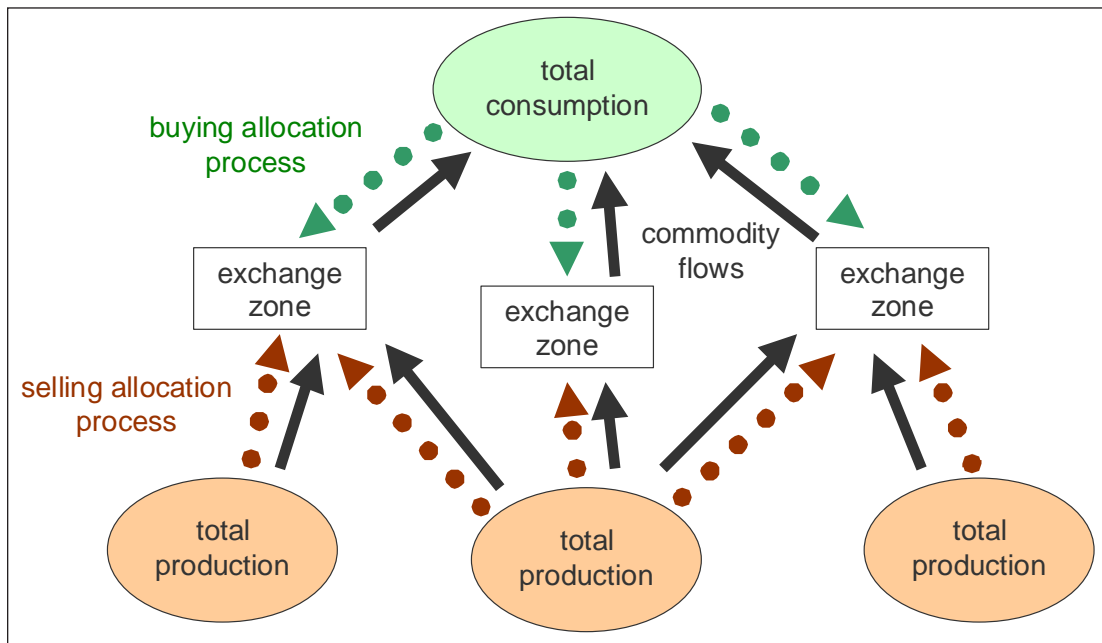 total
consumption
buying allocation
process
commodity
flows
exchange
zone
exchange
zone
exchange
zone
selling allocation
process
total
production
total
production
total
production